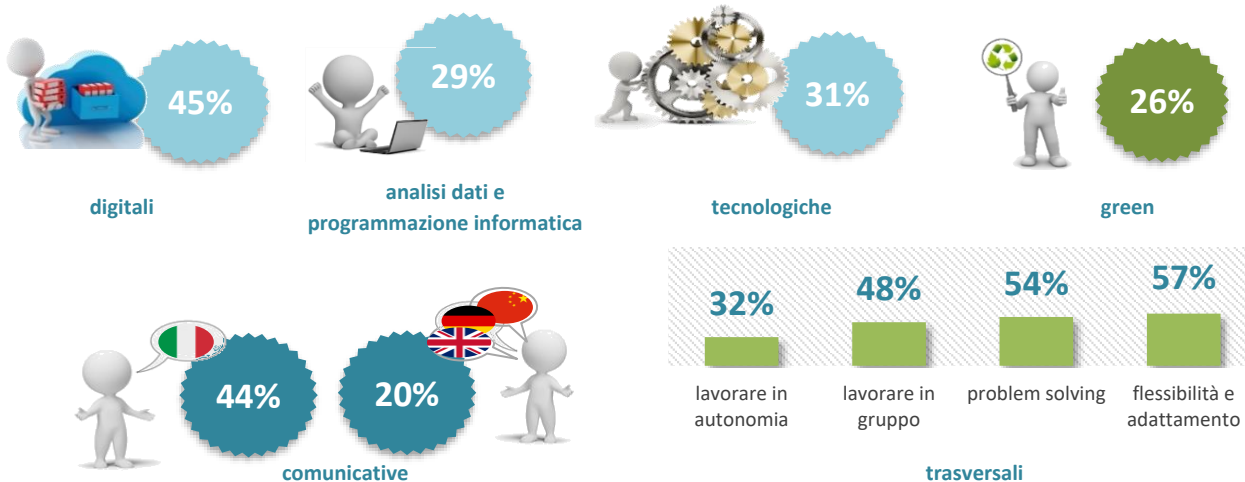 45%
29%
31%
26%
digitali
analisi dati e
programmazione informatica
tecnologiche
green
44%
20%
comunicative
32%
48%
54%
57%
lavorare in
autonomia
lavorare in
gruppo
problem solving
flessibilità e
adattamento
trasversali